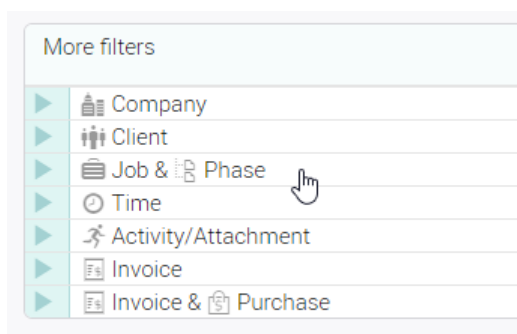 More filters
Company
Client
Job & Phase
Time
Activity/Attachment
Invoice
Invoice & Purchase